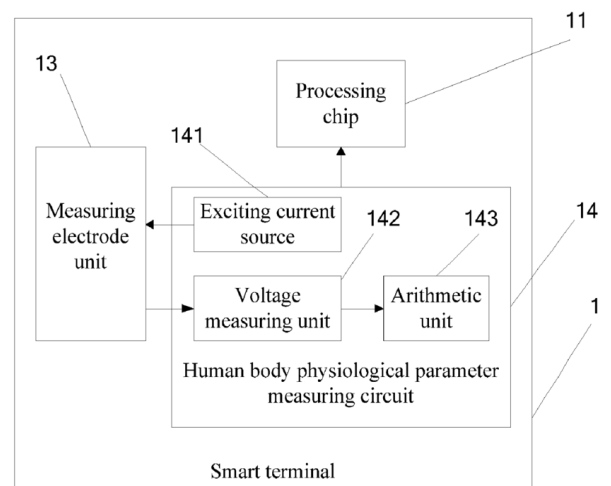 11
13
Processing
chip
141
Measuring
electrode
unit
Exciting current
source
14
142
143
Voltage
measuring unit
Arithmetic
unit
1
Human body physiological parameter
measuring circuit
Smart terminal